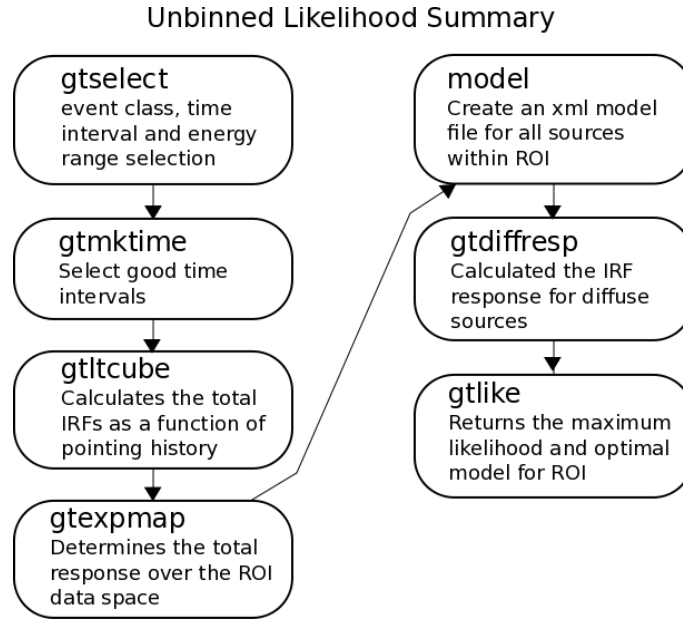 Unbinned Likelihood Summary
gtselect
event class, time
interval and energy
range selection
gtmktime
Select good time
intervals
gtltcube
Calculates the total
IRFs as a function of
pointing history
gtexpmap
Determines the total
response over the ROI
data space
model
Create an xml model
file for all sources
within ROI
gtdiffresp
Calculated the IRF
response for diffuse
sources
gtlike
Returns the maximum
likelihood and optimal
model for ROI